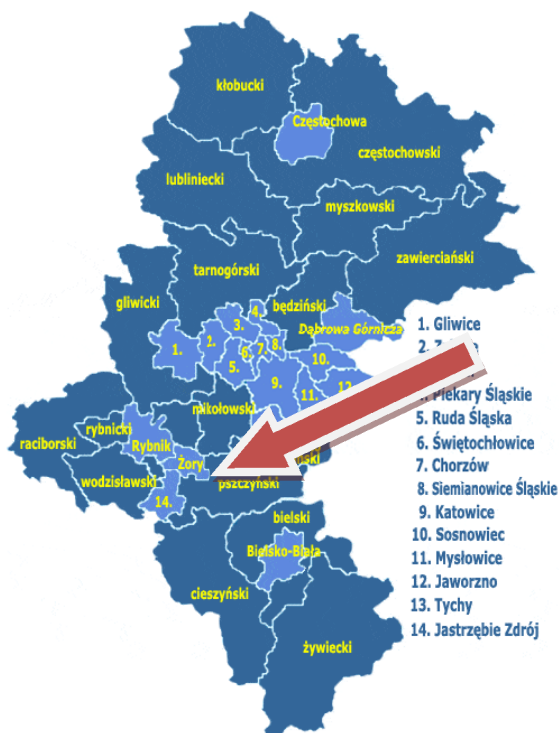 kłobucki
Częstochowa
częstochowski
lubliniecki
myszkowski
zawierciański
tarnogórski
gliwicki
będziński
Dąbrowa Górnicza
4.
3.
1.
2.
6.
7.
8.
5.
10.
9.
11.
12
mikołowski
rybnicki
Rybnik
raciborski
Żory
wodzisławski
pszczyński
14.
bielski
Bielsko-Biała
cieszyński
żywiecki
1. Gliwice
2.
4. Piekary Śląskie
5. Ruda Śląska
6. Świętochłowice
7. Chorzów
8. Siemianowice Śląskie
9. Katowice
10. Sosnowiec
11. Mysłowice
12. Jaworzno
13. Tychy
14. Jastrzębie Zdrój